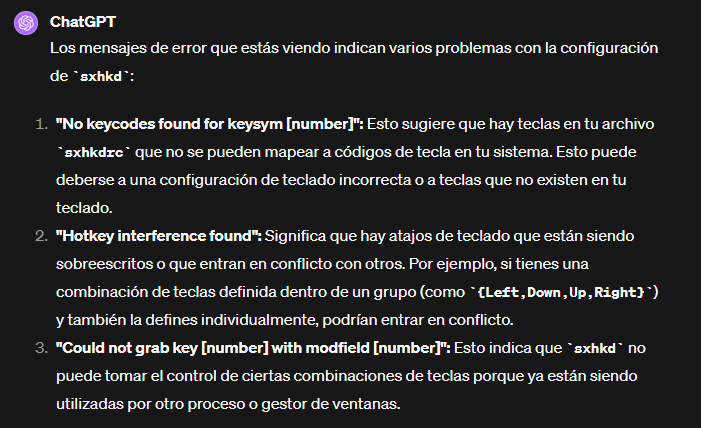 ChatGPT
Los mensajes de error que estás viendo indican varios problemas con la configuración
de `sxhkd`:
1. "No keycodes found for keysym [number]": Esto sugiere que hay teclas en tu archivo
`sxhkdrc` que no se pueden mapear a códigos de tecla en tu sistema. Esto puede
deberse a una configuración de teclado incorrecta o a teclas que no existen en tu
teclado.
2. "Hotkey interference found": Significa que hay atajos de teclado que están siendo
sobreescritos o que entran en conflicto con otros. Por ejemplo, si tienes una
combinación de teclas definida dentro de un grupo (como `{Left,Down,Up,Right}`)
y también la defines individualmente, podrían entrar en conflicto.
3. "Could not grab key [number] with modfield [number]": Esto indica que `sxhkd` no
puede tomar el control de ciertas combinaciones de teclas porque ya están siendo
utilizadas por otro proceso o gestor de ventanas.